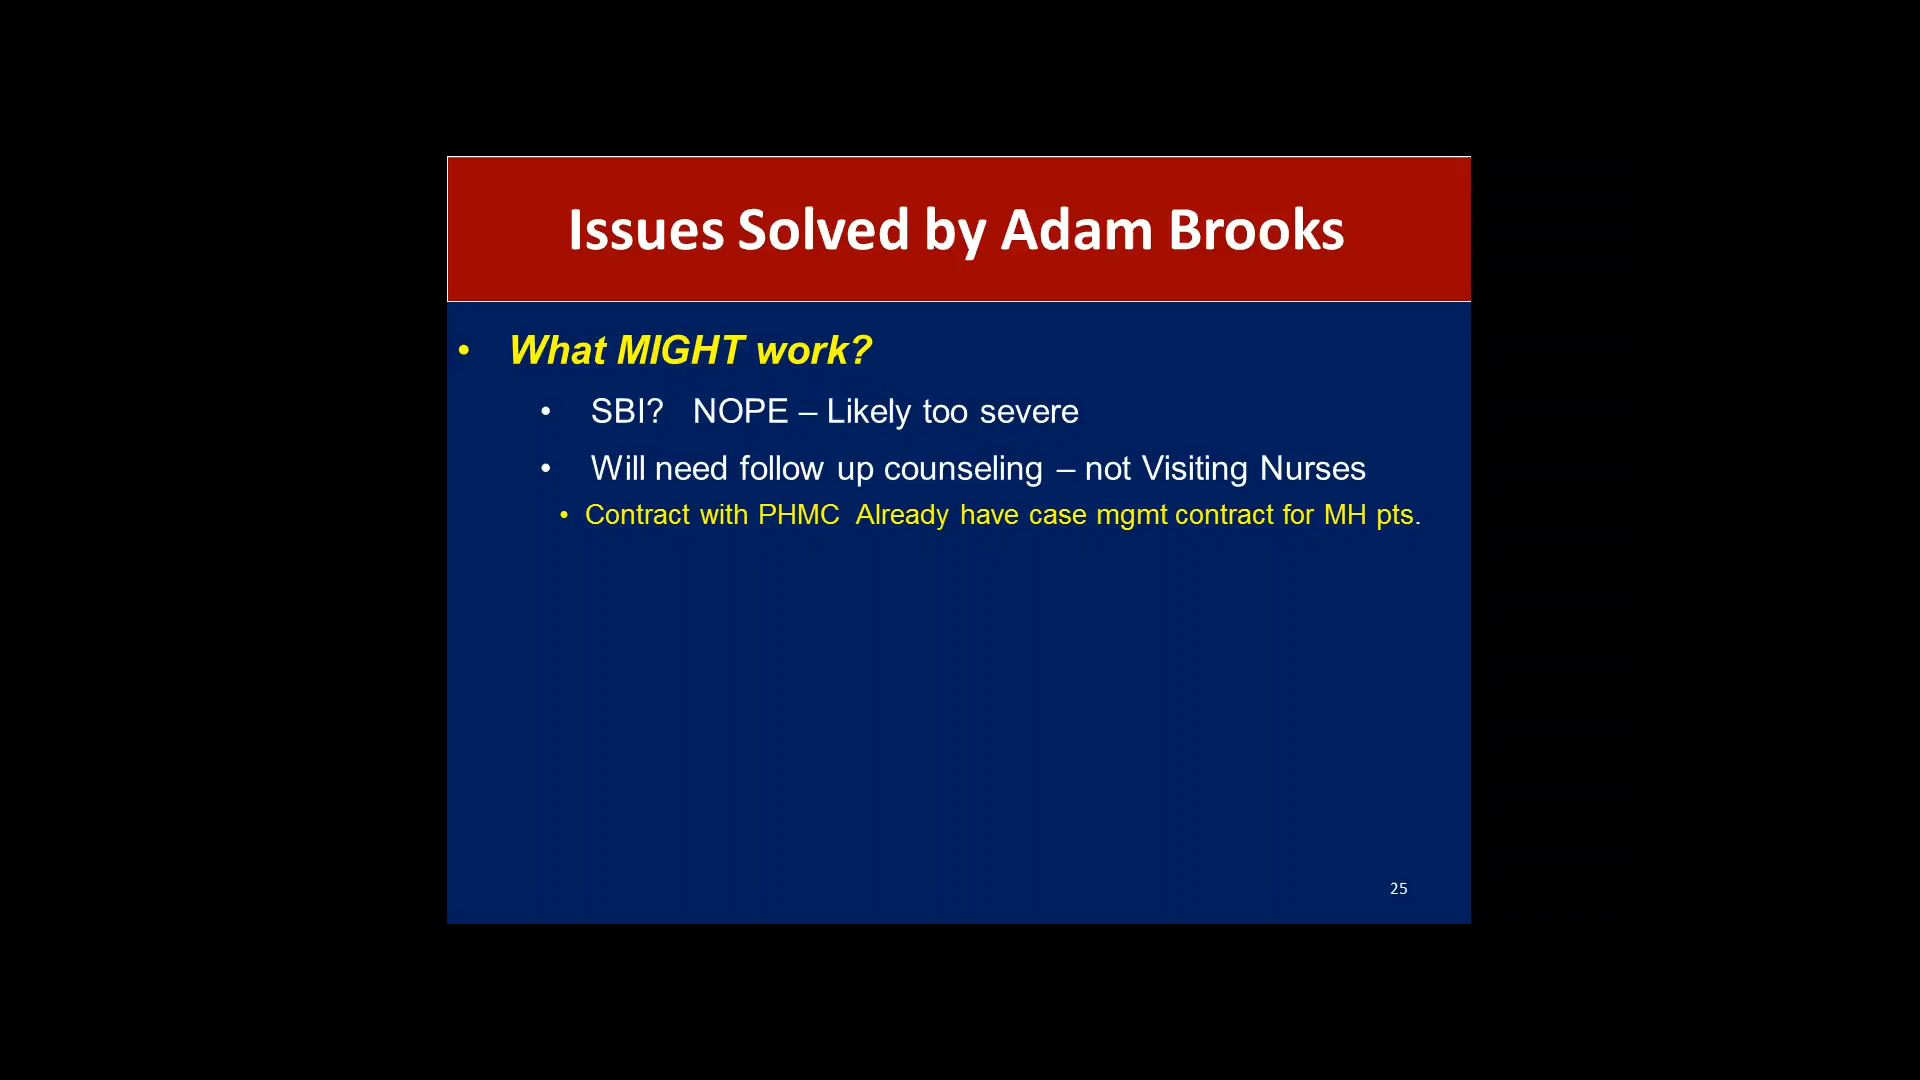 Issues Solved by Adam Brooks
• What MIGHT work?
• SBI? NOPE – Likely too severe
• Will need follow up counseling – not Visiting Nurses
• Contract with PHMC Already have case mgmt contract for MH pts.
25